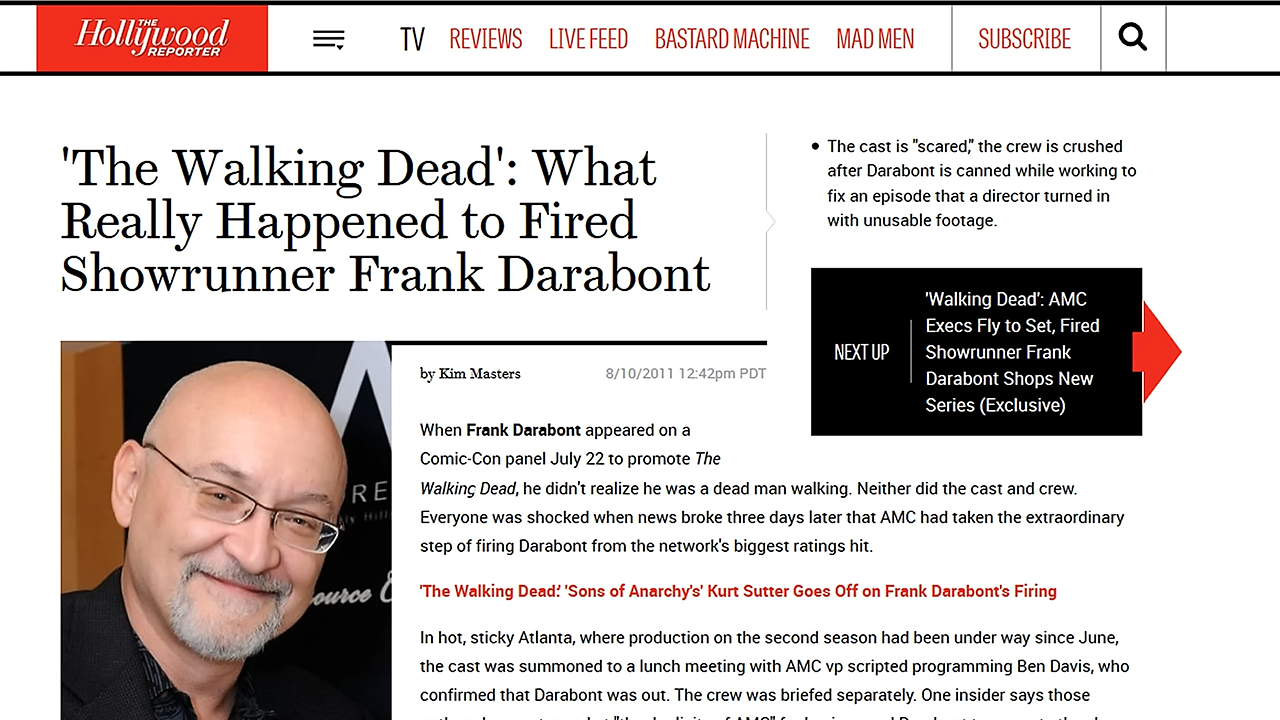 THE
Hollywood
REPORTER
TV REVIEWS LIVE FEED BASTARD MACHINE MAD MEN SUBSCRIBE
'The Walking Dead': What
Really Happened to Fired
Showrunner Frank Darabont
• The cast is "scared," the crew is crushed
after Darabont is canned while working to
fix an episode that a director turned in
with unusable footage.
NEXT UP
'Walking Dead': AMC
Execs Fly to Set, Fired
Showrunner Frank
Darabont Shops New
Series (Exclusive)
by Kim Masters 8/10/2011 12:42pm PDT
When Frank Darabont appeared on a
Comic-Con panel July 22 to promote The
Walking Dead, he didn't realize he was a dead man walking. Neither did the cast and crew.
Everyone was shocked when news broke three days later that AMC had taken the extraordinary
step of firing Darabont from the network's biggest ratings hit.
'The Walking Dead:' 'Sons of Anarchy's' Kurt Sutter Goes Off on Frank Darabont's Firing
In hot, sticky Atlanta, where production on the second season had been under way since June,
the cast was summoned to a lunch meeting with AMC vp scripted programming Ben Davis, who
confirmed that Darabont was out. The crew was briefed separately. One insider says those